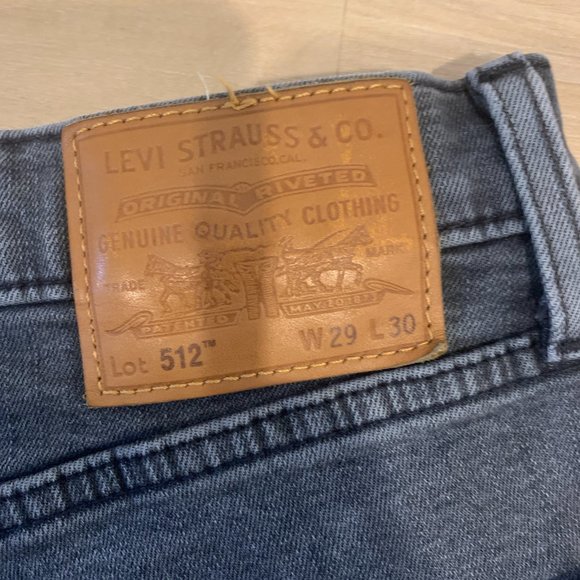 LEVI STRAUSS & CO.
SAN FRANCISCO, CAL.
ORIGINAL RIVETED
GENUINE QUALITY CLOTHING
TRADE MARK
PATENTED MAY 20 1873
Lot 512™ W29 L30